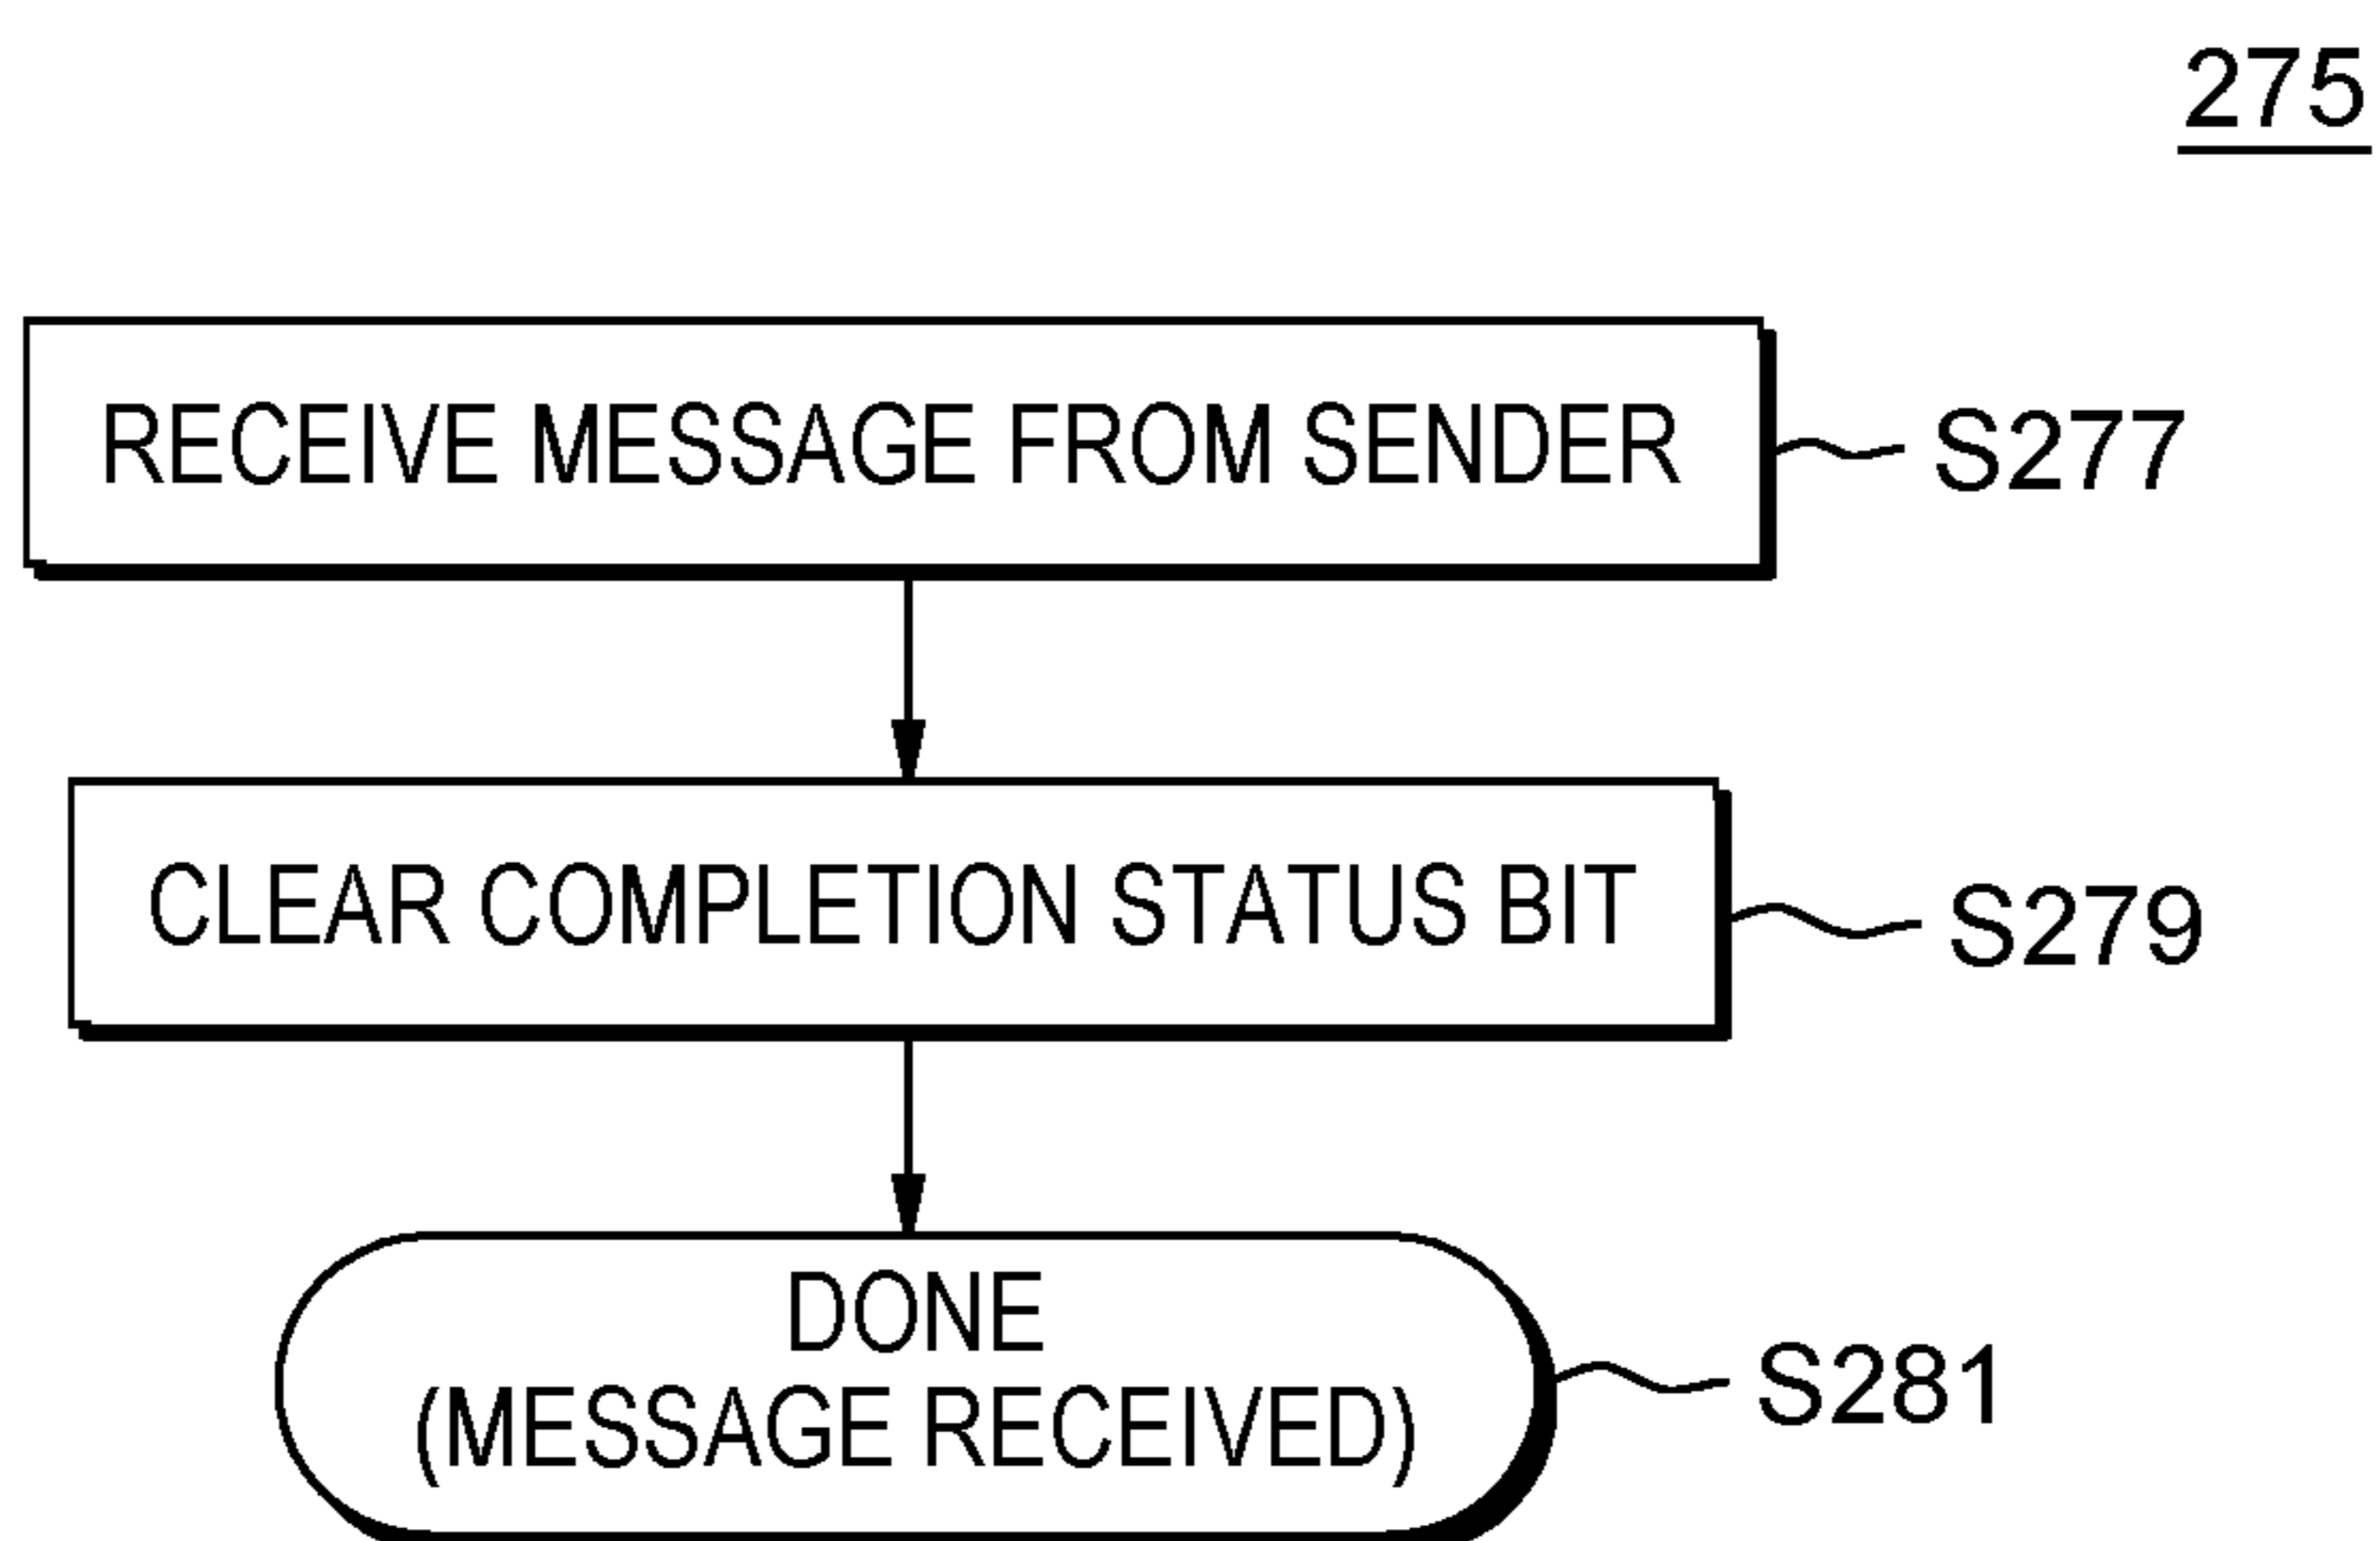 275
RECEIVE MESSAGE FROM SENDER
S277
CLEAR COMPLETION STATUS BIT
S279
DONE
(MESSAGE RECEIVED)
S281